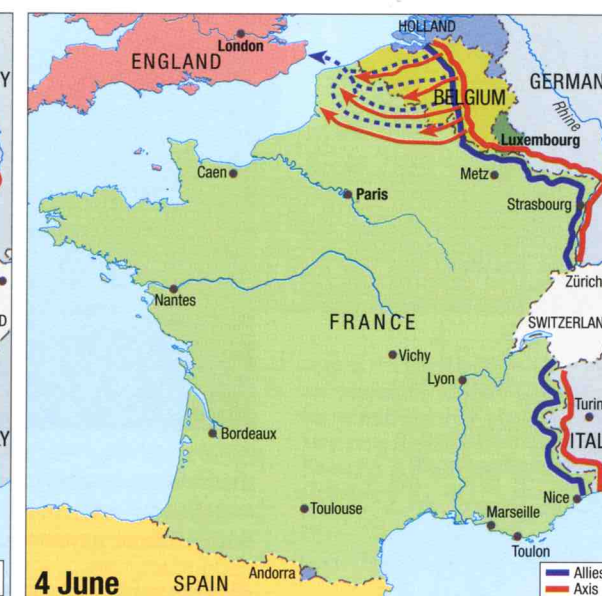 HOLLAND
London
ENGLAND
GERMAN
BELGIUM
Rhine
Luxembourg
Caen
Metz
Paris
Strasbourg
Zürich
Nantes
FRANCE
SWITZERLAN
Vichy
Lyon
Turin
Bordeaux
ITAL
Nice
Toulouse
Marseille
Toulon
Andorra
4 June
SPAIN
Allies
Axis